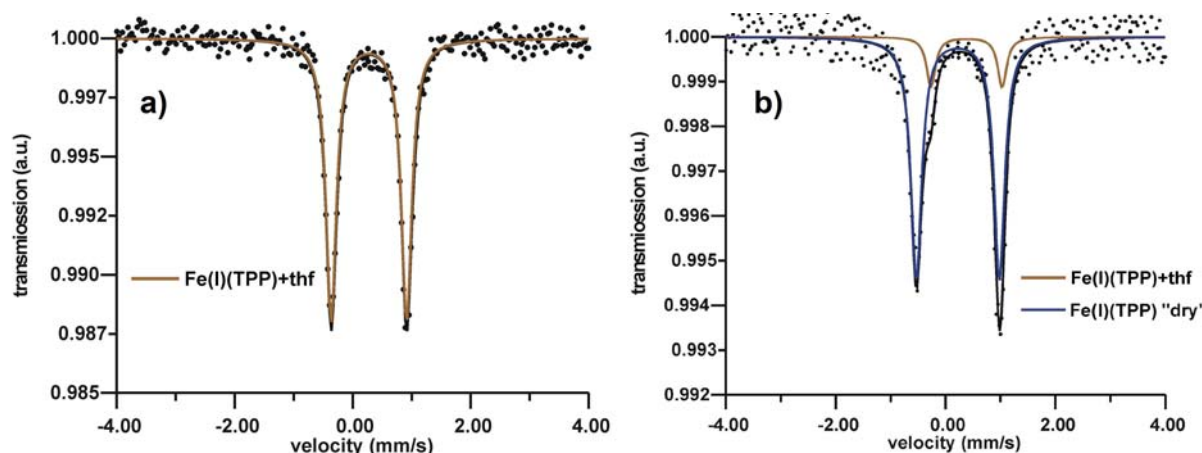 a)
transmiossion (a.u.)
1.000
0.997
0.995
0.992
0.990
0.987
0.985
Fe(I)(TPP)+thf
-4.00 -2.00 0.00 2.00 4.00
velocity (mm/s)
b)
transmission (a.u.)
1.000
0.999
0.998
0.997
0.996
0.995
0.994
0.993
0.992
Fe(I)(TPP)+thf
Fe(I)(TPP) "dry"
-4.00 -2.00 0.00 2.00 4.00
velocity (mm/s)